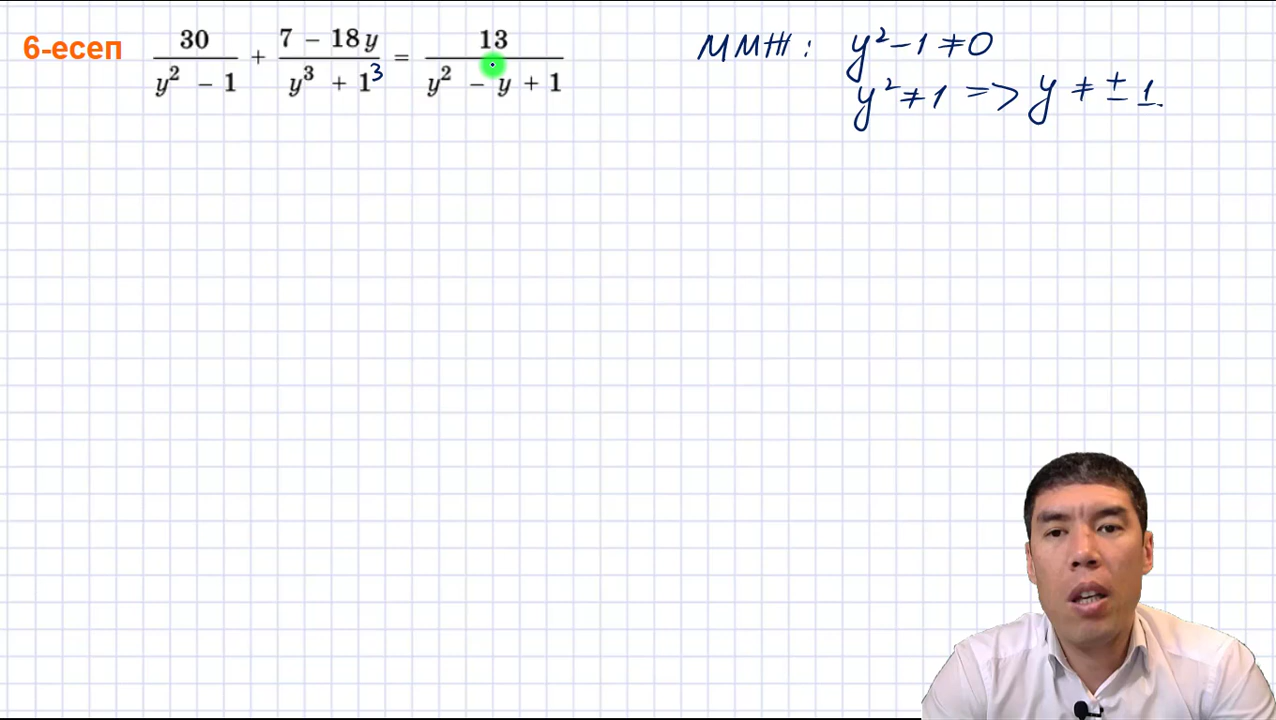 6-есеп 30/(y² − 1) + (7 − 18y)/(y³ + 1³) = 13/(y² − y + 1)
ММЖ: y² − 1 ≠ 0
y² ≠ 1 => y ≠ ± 1.